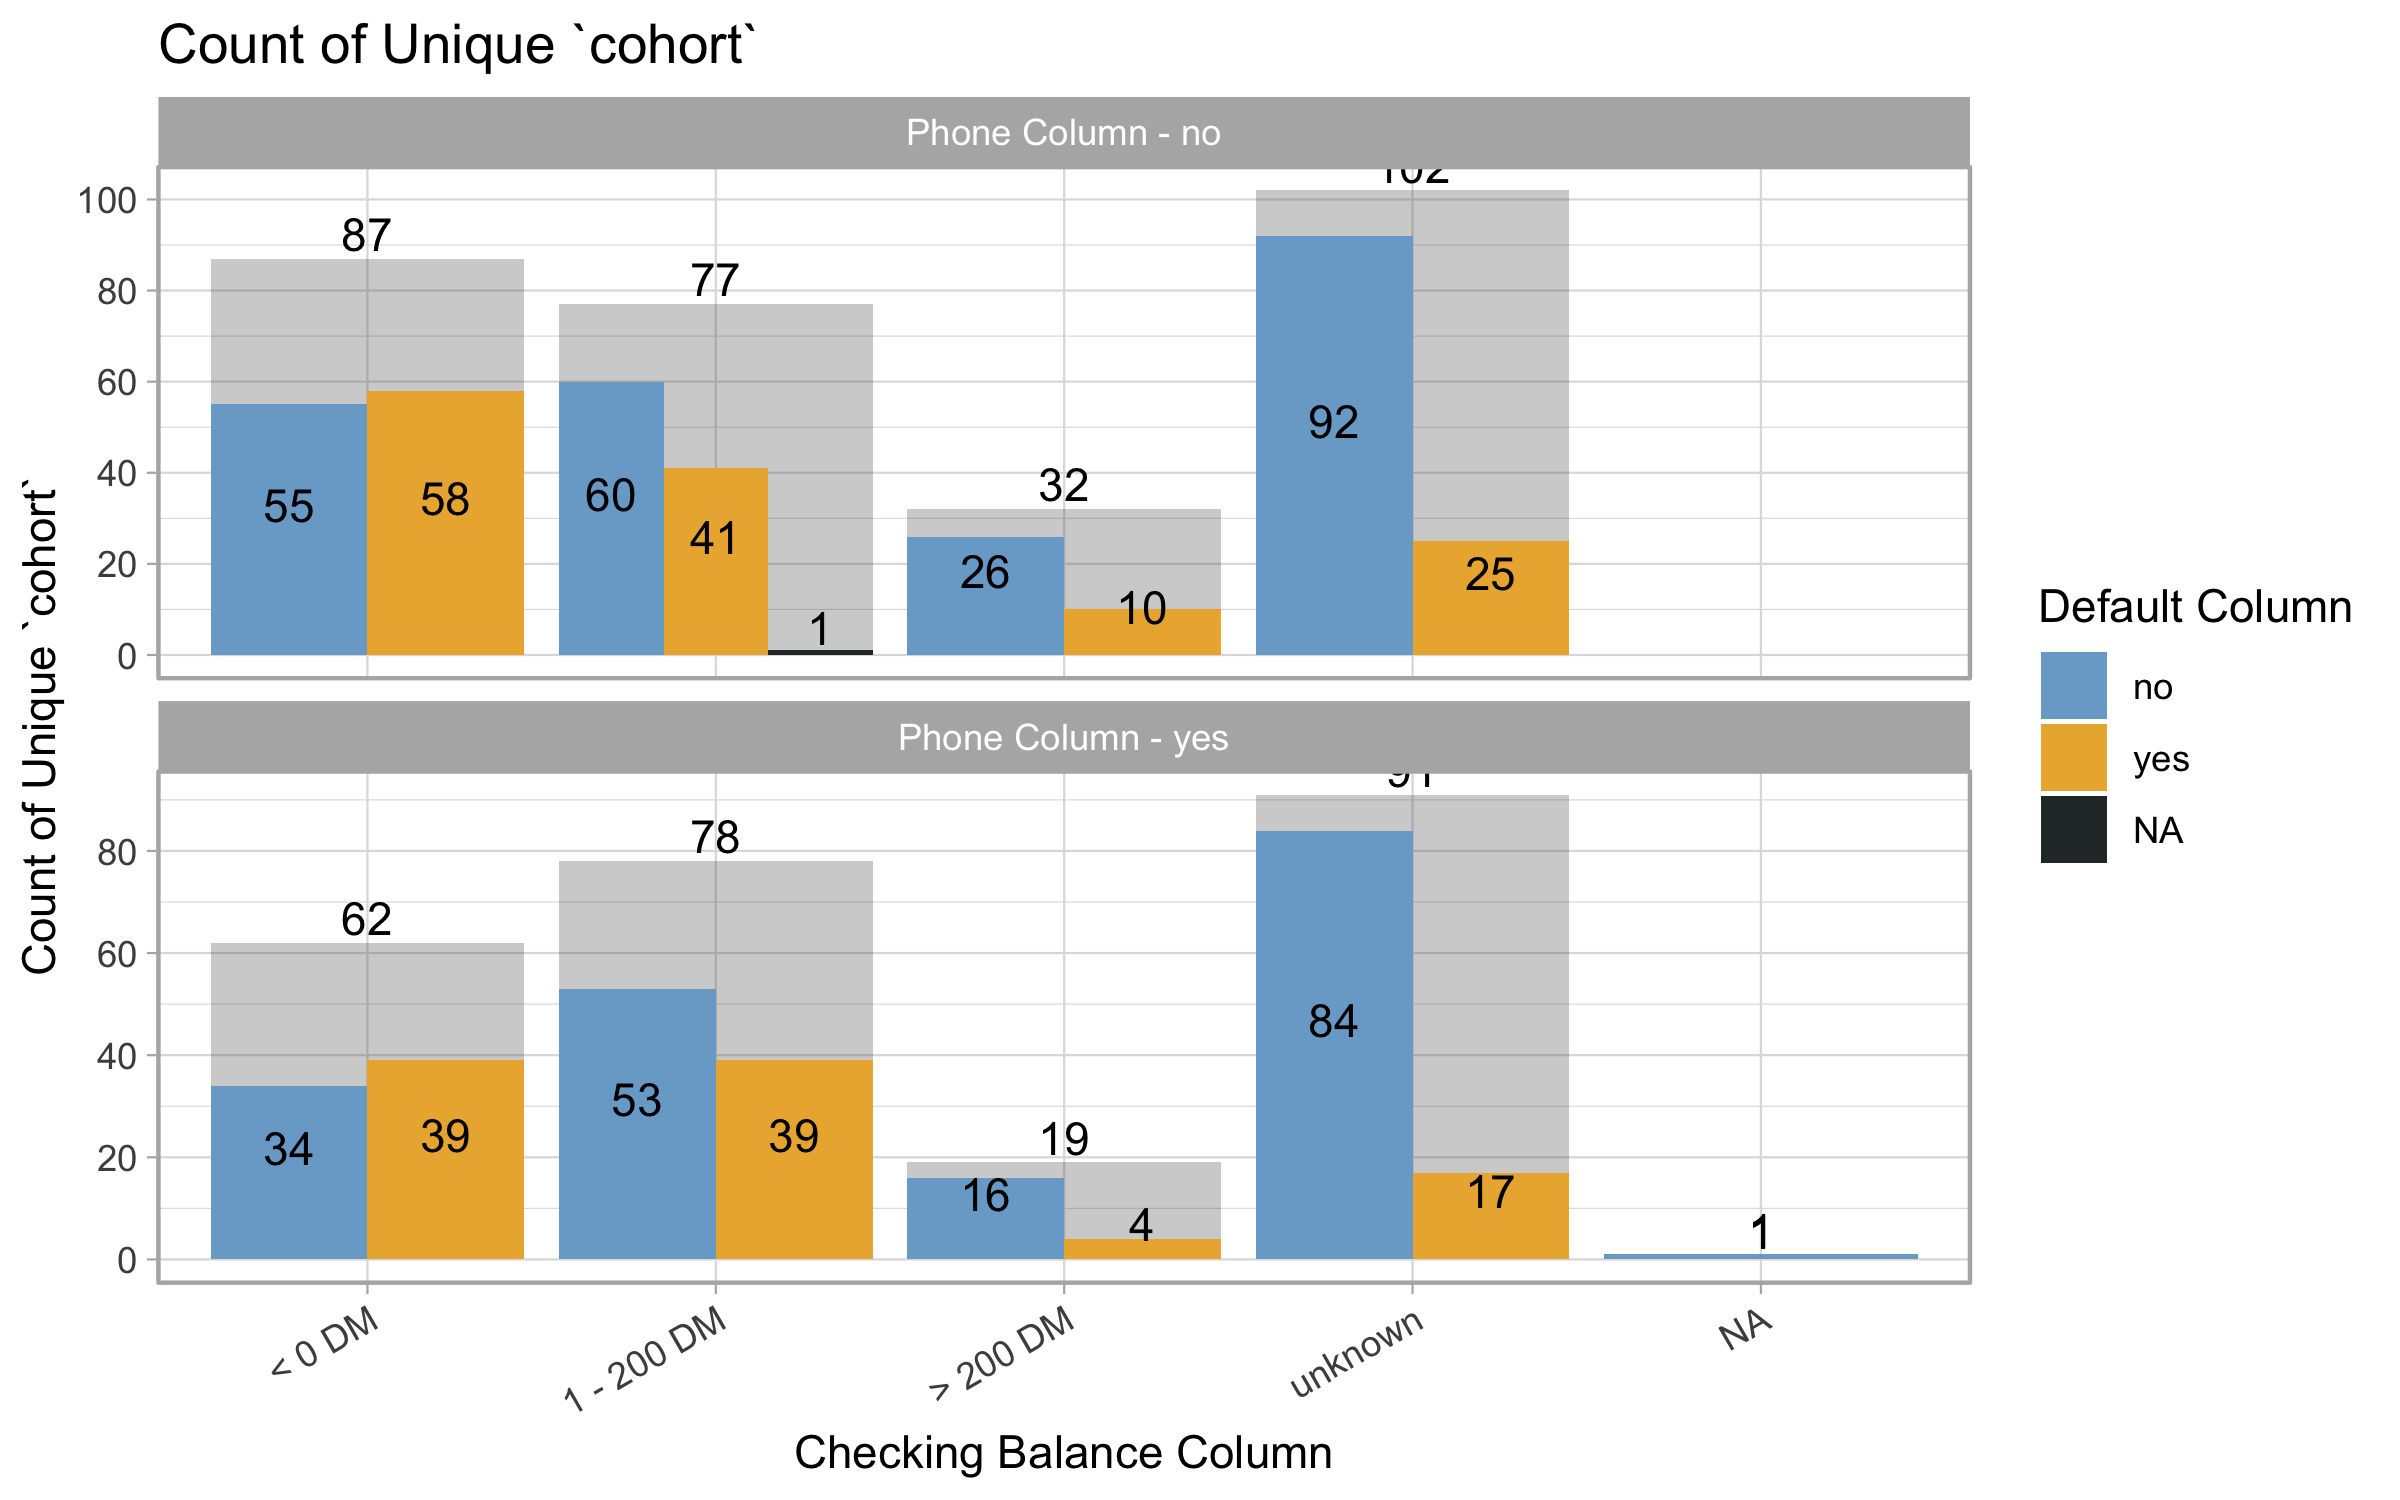 Count of Unique `cohort`
Phone Column - no
100
80
60
40
20
0
87
77
32
102
55
58
60
41
1
26
10
92
25
Phone Column - yes
80
60
40
20
0
62
78
19
91
34
39
53
39
16
4
84
17
1
< 0 DM
1 - 200 DM
> 200 DM
unknown
NA
Checking Balance Column
Count of Unique `cohort`
Default Column
no
yes
NA